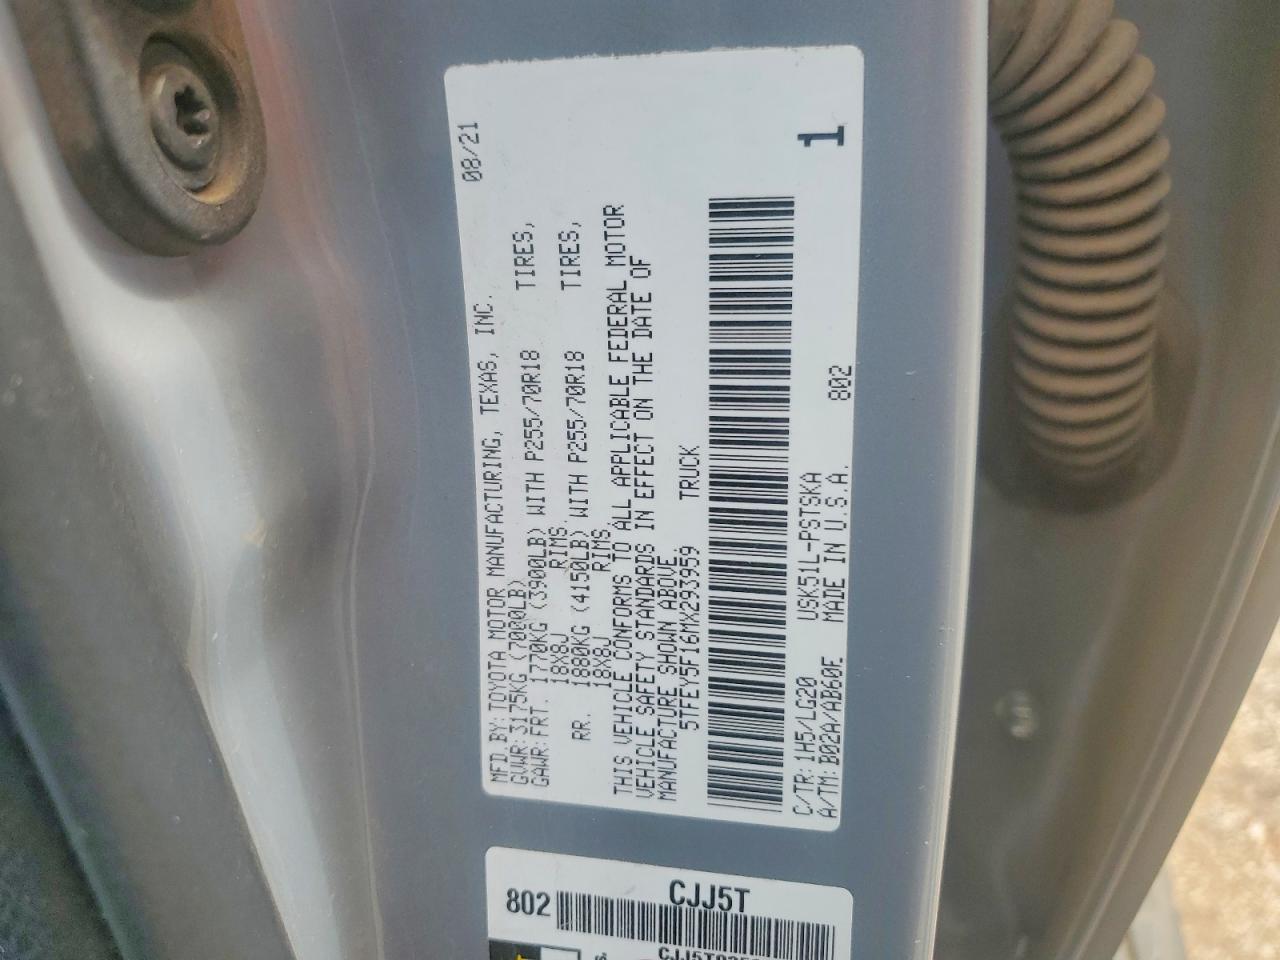 MFD.BY: TOYOTA MOTOR MANUFACTURING, TEXAS, INC. 08/21
GVWR: 3175KG (7000LB)
GAWR: FRT. 1770KG (3900LB) WITH P255/70R18 TIRES,
18X8J RIMS.
RR. 1880KG (4150LB) WITH P255/70R18 TIRES,
18X8J RIMS.
THIS VEHICLE CONFORMS TO ALL APPLICABLE FEDERAL MOTOR
VEHICLE SAFETY STANDARDS IN EFFECT ON THE DATE OF
MANUFACTURE SHOWN ABOVE.
5TFEY5F16MX293959 TRUCK
1
C/TR: 1H5/LG20 USK51L-PSTSKA 802
A/TM: B02A/AB60F MADE IN U.S.A.
CJJ5T
802